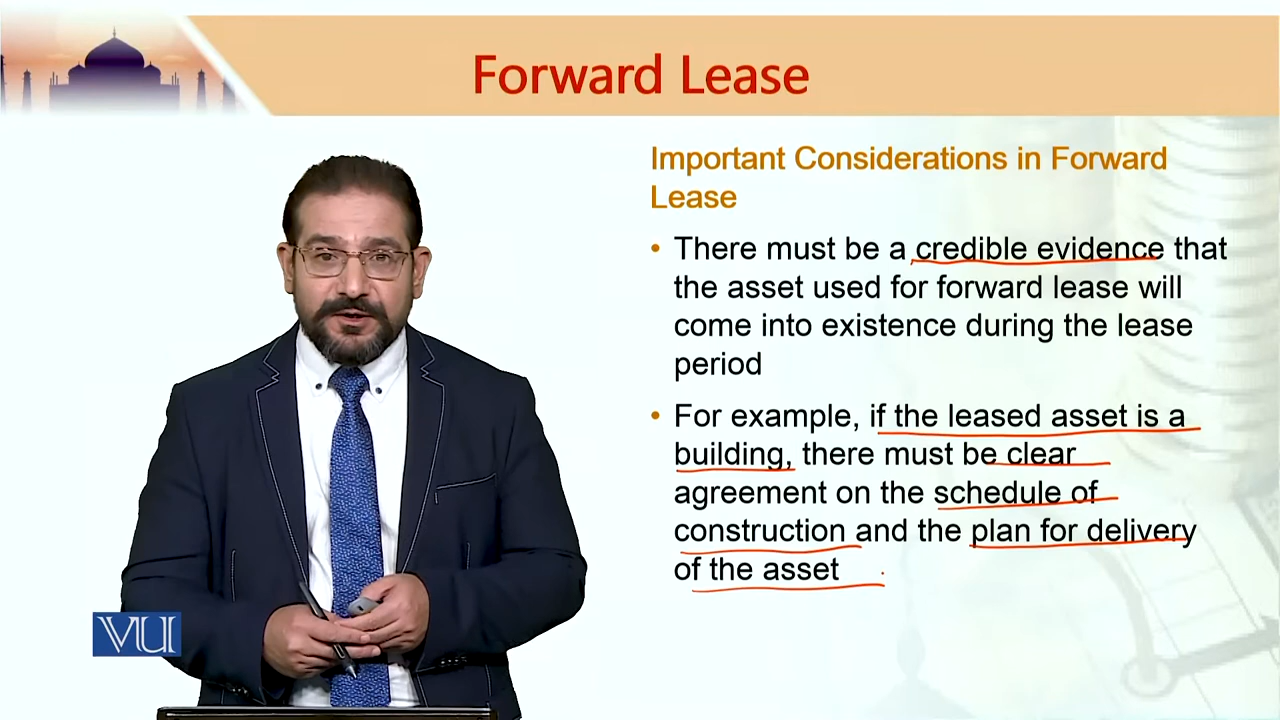 Forward Lease
Important Considerations in Forward
Lease
• There must be a credible evidence that
the asset used for forward lease will
come into existence during the lease
period
• For example, if the leased asset is a
building, there must be clear
agreement on the schedule of
construction and the plan for delivery
of the asset
VU